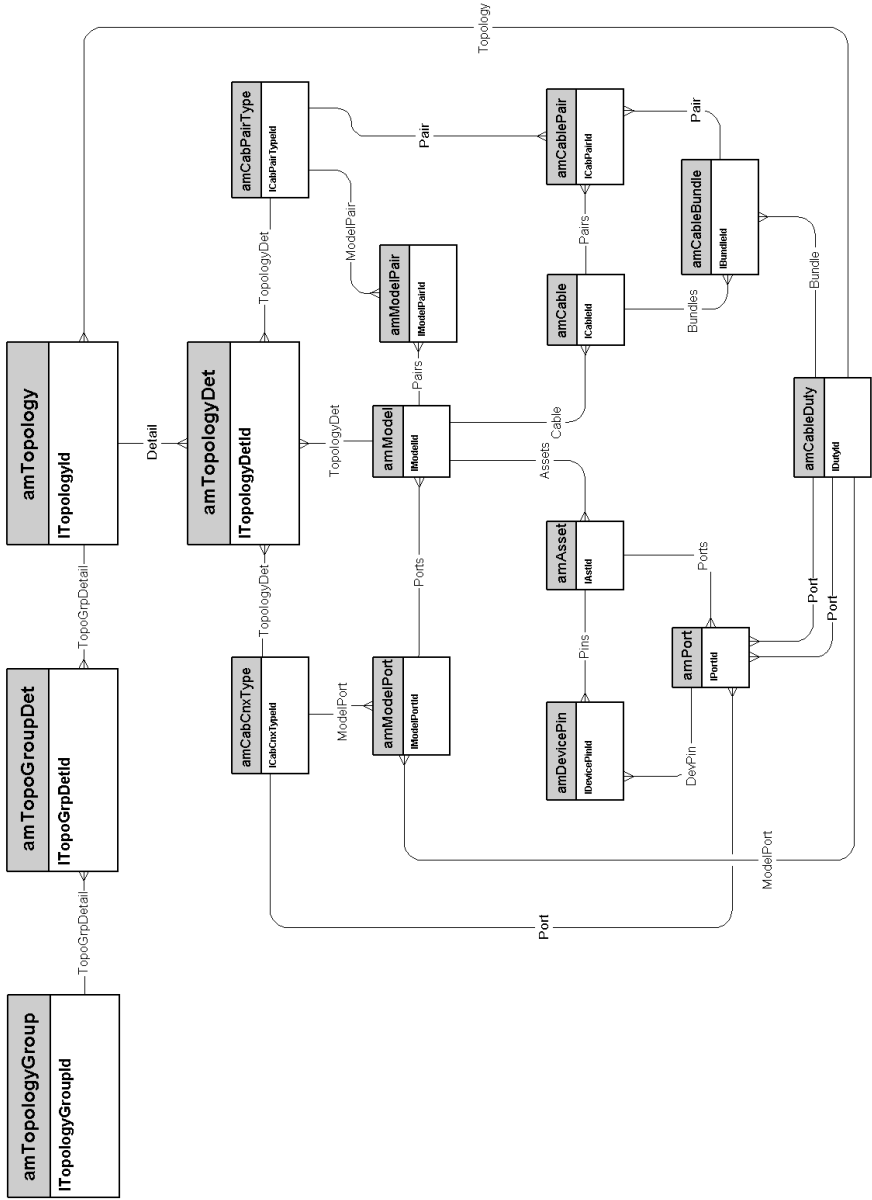 amTopologyGroup
lTopologyGroupId
TopoGrpDetail
amTopoGroupDet
lTopoGrpDetId
TopoGrpDetail
amTopology
lTopologyId
Detail
amTopologyDet
lTopologyDetId
amCabCnxType
lCabCnxTypeId
TopologyDet
TopologyDet
amCabPairType
lCabPairTypeId
ModelPort
TopologyDet
ModelPair
amModelPort
lModelPortId
Ports
amModel
lModelId
Pairs
amModelPair
lModelPairId
Pair
Topology
Port
Assets
Cable
amDevicePin
lDevicePinId
Pins
amAsset
lAstId
amCable
lCableId
Pairs
amCablePair
lCabPairId
DevPin
amPort
lPortId
Ports
Bundles
amCableBundle
lBundleId
Pair
ModelPort
Port
Port
Bundle
amCableDuty
lDutyId